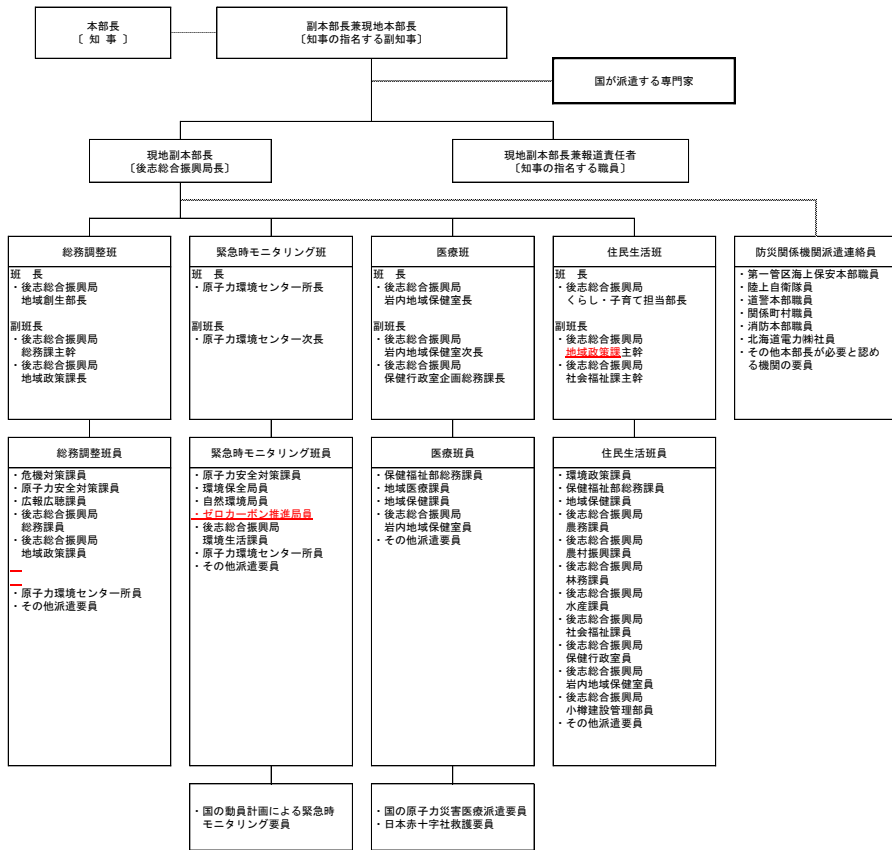 本部長
〔 知 事 〕
副本部長兼現地本部長
〔知事の指名する副知事〕
国が派遣する専門家
現地副本部長
〔後志総合振興局長〕
現地副本部長兼報道責任者
〔知事の指名する職員〕
総務調整班
班 長
・後志総合振興局
地域創生部長
副班長
・後志総合振興局
総務課主幹
・後志総合振興局
地域政策課長
緊急時モニタリング班
班 長
・原子力環境センター所長
副班長
・原子力環境センター次長
医療班
班 長
・後志総合振興局
岩内地域保健室長
副班長
・後志総合振興局
岩内地域保健室次長
・後志総合振興局
保健行政室企画総務課長
住民生活班
班 長
・後志総合振興局
くらし・子育て担当部長
副班長
・後志総合振興局
地域政策課主幹
・後志総合振興局
社会福祉課主幹
防災関係機関派遣連絡員
・第一管区海上保安本部職員
・陸上自衛隊員
・道警本部職員
・関係町村職員
・消防本部職員
・北海道電力㈱社員
・その他本部長が必要と認め
る機関の要員
総務調整班員
・危機対策課員
・原子力安全対策課員
・広報広聴課員
・後志総合振興局
総務課員
・後志総合振興局
地域政策課員
・原子力環境センター所員
・その他派遣要員
緊急時モニタリング班員
・原子力安全対策課員
・環境保全局員
・自然環境局員
・ゼロカーボン推進局員
・後志総合振興局
環境生活課員
・原子力環境センター所員
・その他派遣要員
医療班員
・保健福祉部総務課員
・地域医療課員
・地域保健課員
・後志総合振興局
岩内地域保健室員
・その他派遣要員
住民生活班員
・環境政策課員
・保健福祉部総務課員
・地域保健課員
・後志総合振興局
農務課員
・後志総合振興局
農村振興課員
・後志総合振興局
林務課員
・後志総合振興局
水産課員
・後志総合振興局
社会福祉課員
・後志総合振興局
保健行政室員
・後志総合振興局
岩内地域保健室員
・後志総合振興局
小樽建設管理部員
・その他派遣要員
・国の動員計画による緊急時
モニタリング要員
・国の原子力災害医療派遣要員
・日本赤十字社救護要員